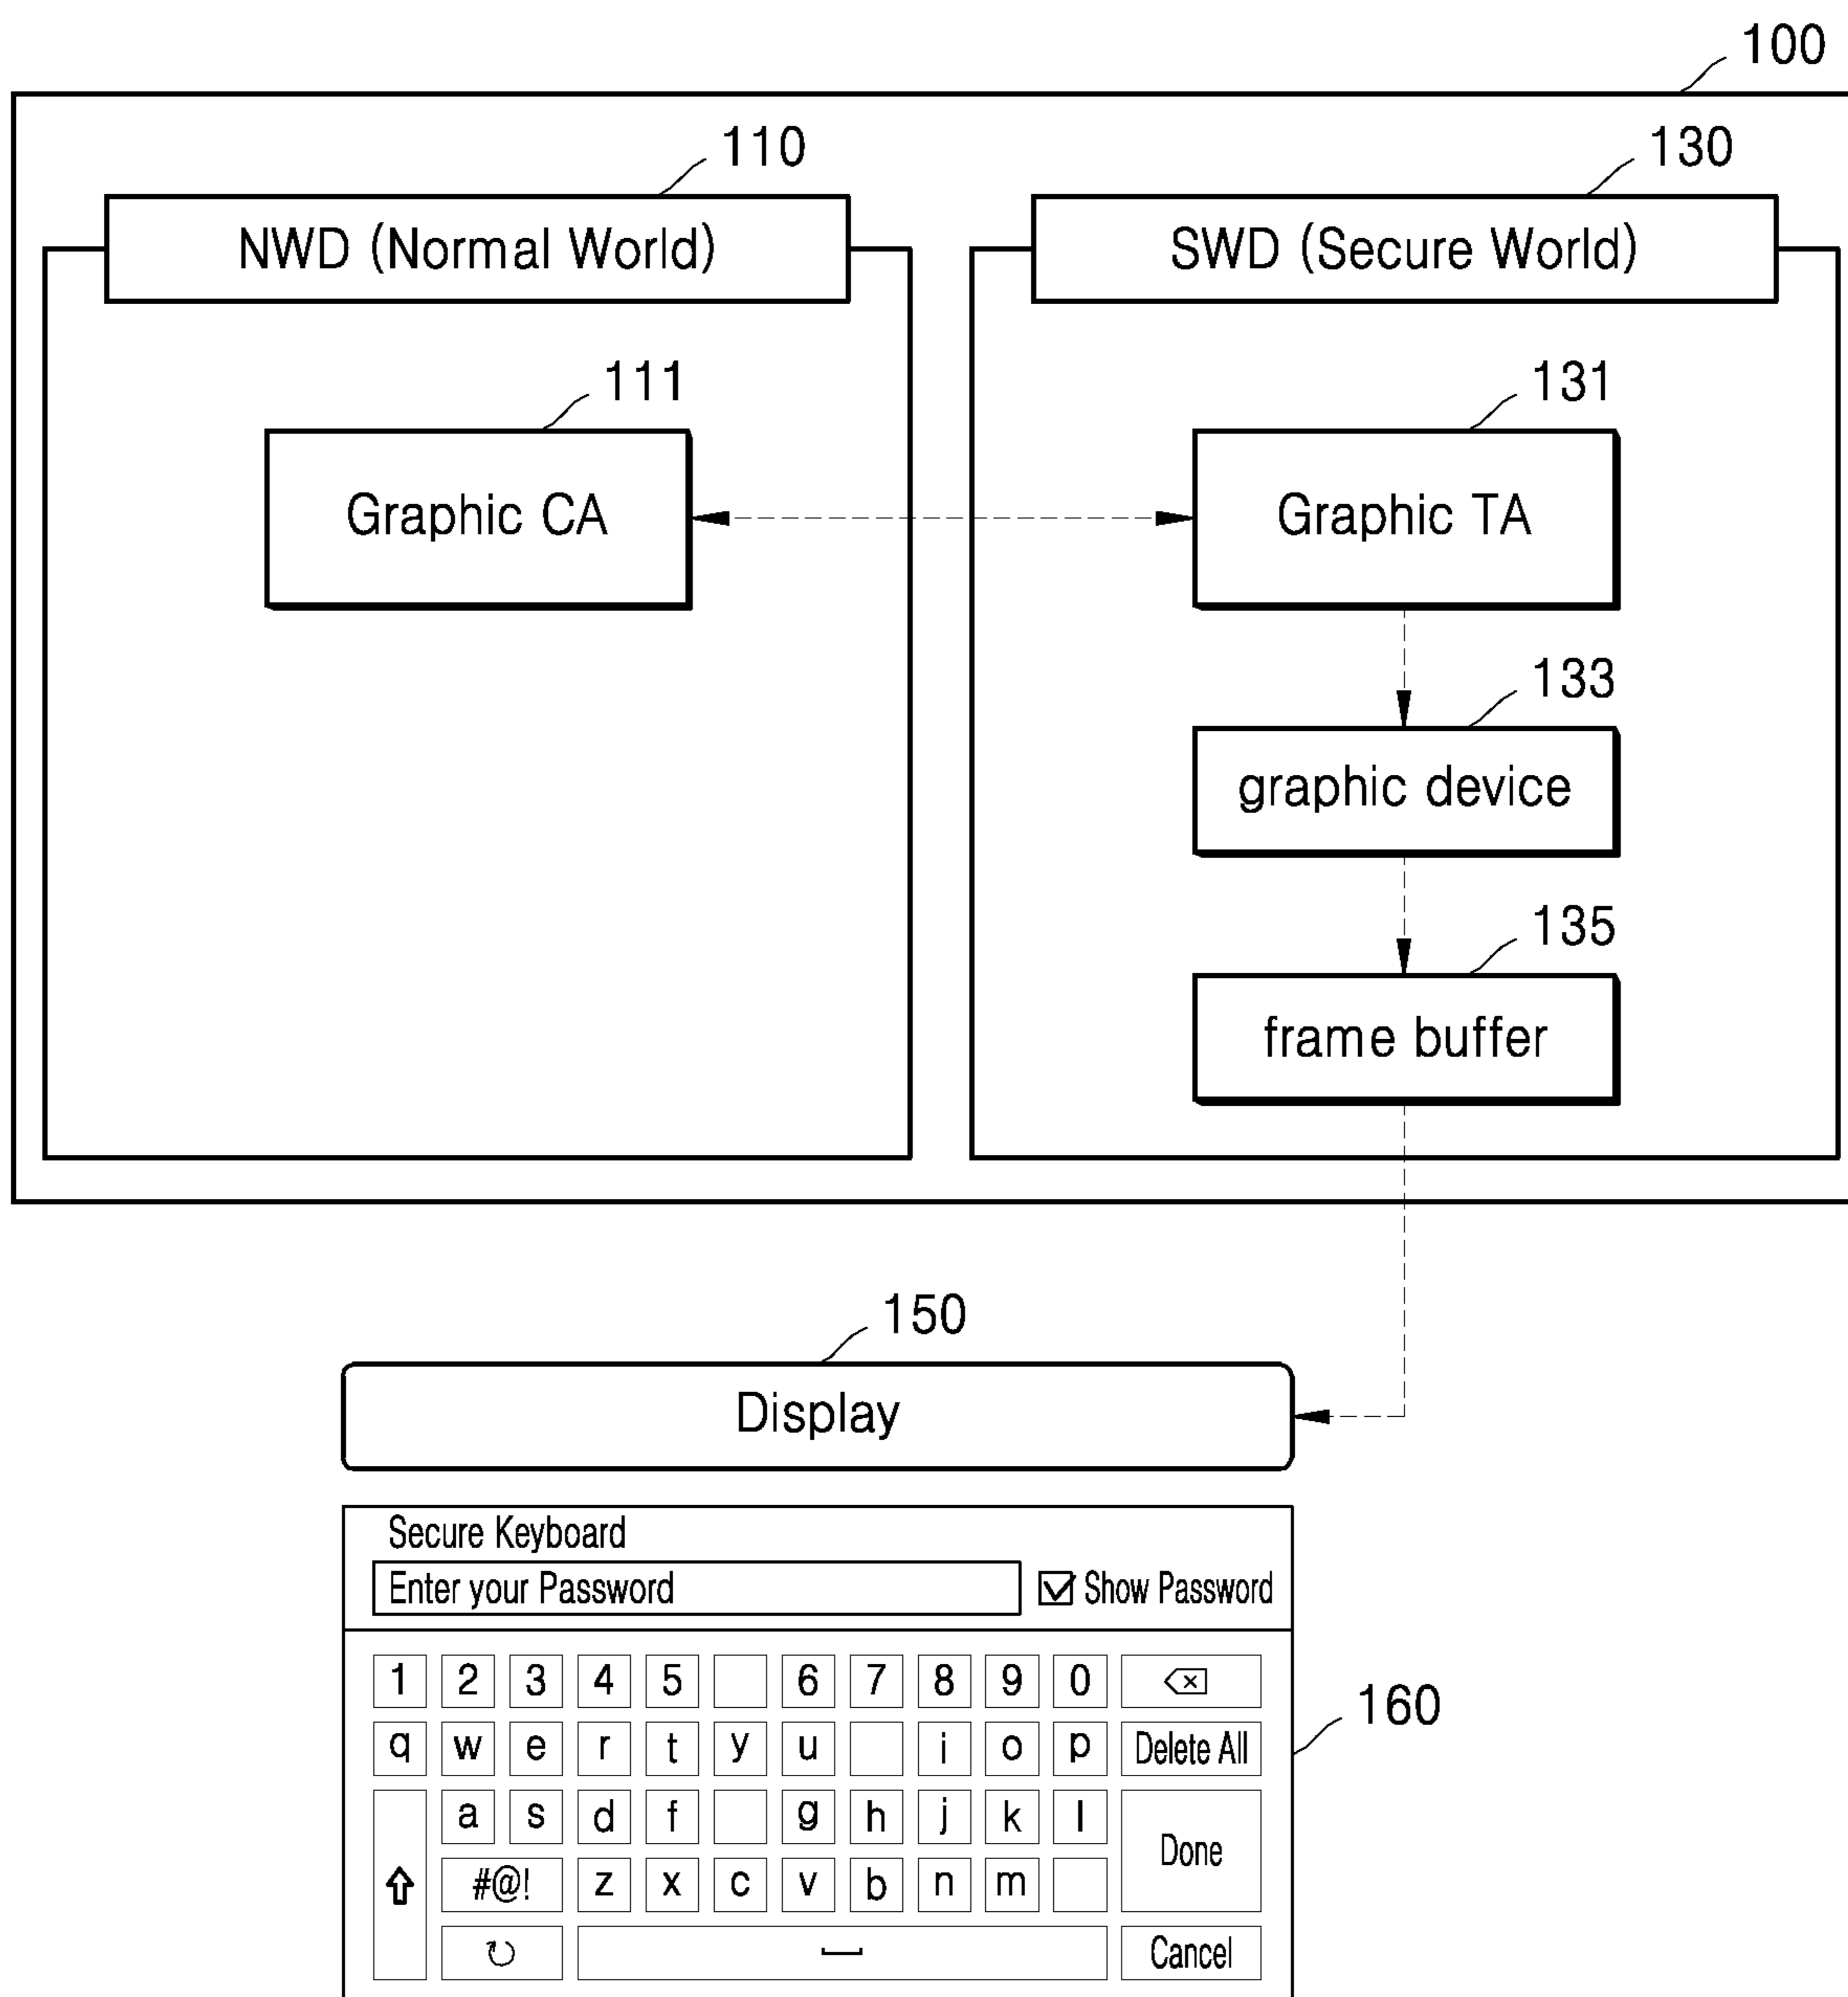 100
110
130
NWD (Normal World)
SWD (Secure World)
111
131
Graphic CA
Graphic TA
133
graphic device
135
frame buffer
150
Display
Secure Keyboard
Enter your Password
Show Password
1 2 3 4 5 6 7 8 9 0
160
q w e r t y u i o p Delete All
a s d f g h j k l
Done
#@! z x c v b n m
Cancel